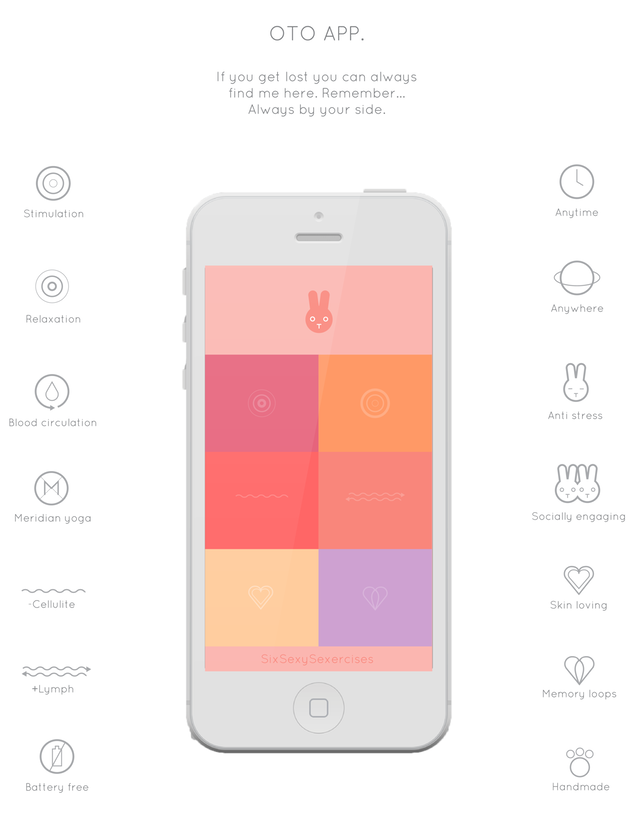 OTO APP.
If you get lost you can always
find me here. Remember...
Always by your side.
Stimulation
Relaxation
Blood circulation
Meridian yoga
-Cellulite
+Lymph
Battery free
SixSexySexercises
Anytime
Anywhere
Anti stress
Socially engaging
Skin loving
Memory loops
Handmade